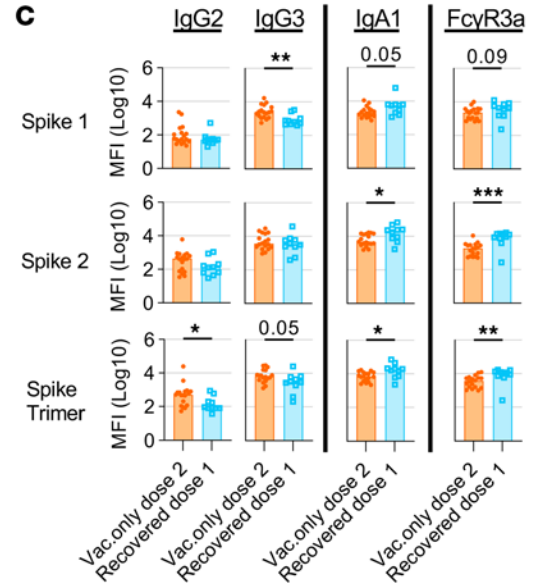 C
IgG2 IgG3 IgA1 FcγR3a
Spike 1
MFI (Log10)
6
4
2
0
**
0.05
0.09
Spike 2
MFI (Log10)
6
4
2
0
*
***
Spike
Trimer
MFI (Log10)
6
4
2
0
*
0.05
*
**
Vac.only dose 2
Recovered dose 1
Vac.only dose 2
Recovered dose 1
Vac.only dose 2
Recovered dose 1
Vac.only dose 2
Recovered dose 1